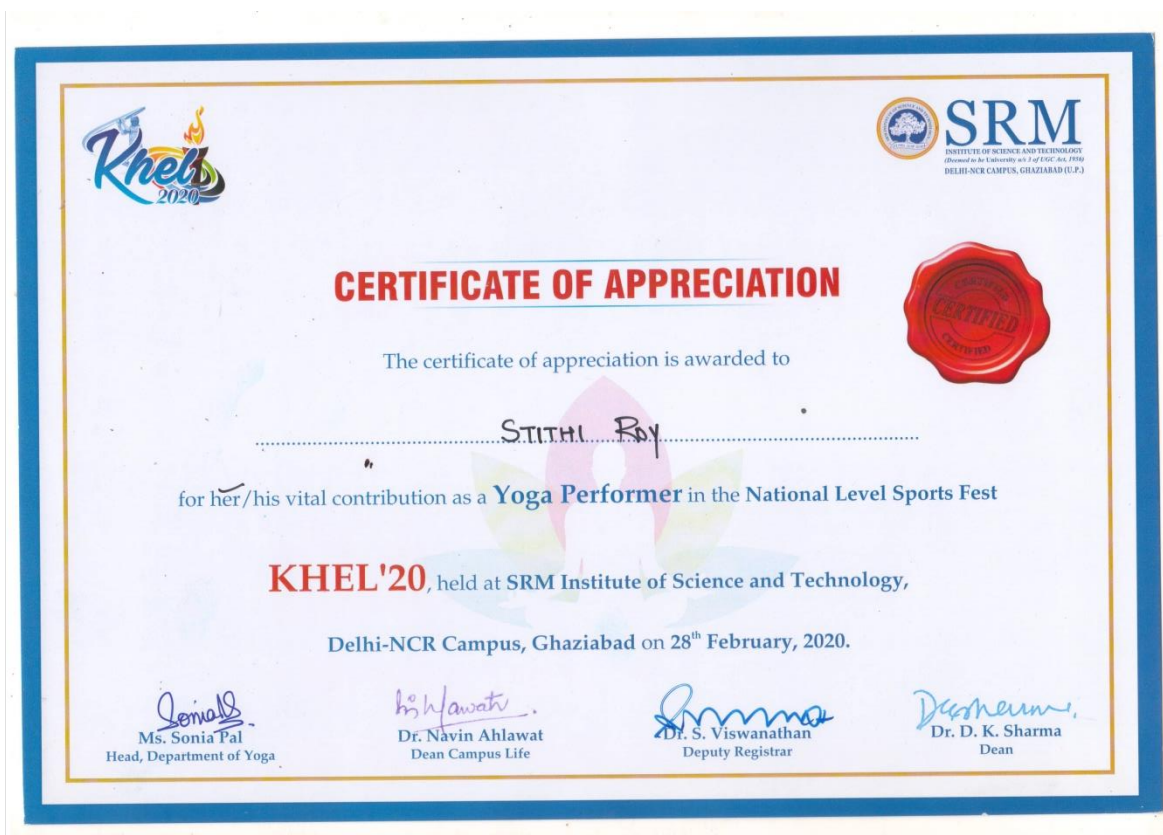 Khel
2020
SRM
INSTITUTE OF SCIENCE AND TECHNOLOGY
(Deemed to be University u/s 3 of UGC Act, 1956)
DELHI-NCR CAMPUS, GHAZIABAD (U.P.)
CERTIFICATE OF APPRECIATION
CERTIFIED
CERTIFIED
CERTIFIED
The certificate of appreciation is awarded to
STITHI ROY
for her/his vital contribution as a Yoga Performer in the National Level Sports Fest
KHEL'20, held at SRM Institute of Science and Technology,
Delhi-NCR Campus, Ghaziabad on 28th February, 2020.
Ms. Sonia Pal
Head, Department of Yoga
Dr. Navin Ahlawat
Dean Campus Life
Dr. S. Viswanathan
Deputy Registrar
Dr. D. K. Sharma
Dean